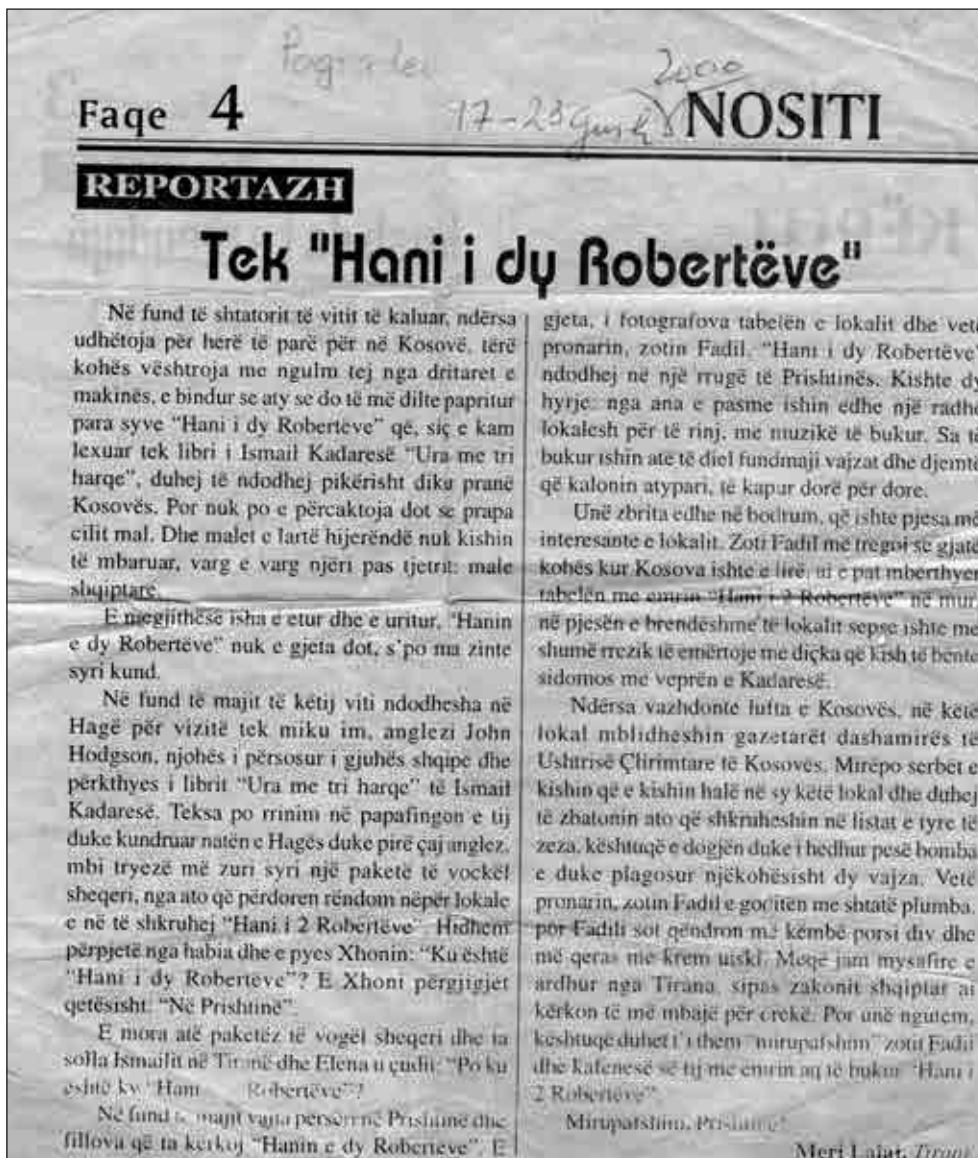 Pogradec
2000
17-23 Gusht
Faqe 4
NOSITI
REPORTAZH
Tek "Hani i dy Robertëve"
Në fund të shtatorit të vitit të kaluar, ndërsa
udhëtoja për herë të parë për në Kosovë, tërë
kohës vështroja me ngulm tej nga dritaret e
makinës, e bindur se aty se do të më dilte papritur
para syve "Hani i dy Robertëve" që, siç e kam
lexuar tek libri i Ismail Kadaresë "Ura me tri
harqe", duhej të ndodhej pikërisht diku pranë
Kosovës. Por nuk po e përcaktoja dot se prapa
cilit mal. Dhe malet e lartë hijerëndë nuk kishin
të mbaruar, varg e varg njëri pas tjetrit: male
shqiptare.
E megjithëse isha e etur dhe e uritur, "Hanin
e dy Robertëve" nuk e gjeta dot, s'po ma zinte
syri kund.
Në fund të majit të këtij viti ndodhesha në
Hagë për vizitë tek miku im, anglezi John
Hodgson, njohës i përsosur i gjuhës shqipe dhe
përkthyes i librit "Ura me tri harqe" të Ismail
Kadaresë. Teksa po rrinim në papafingon e tij
duke kundruar natën e Hagës duke pirë çaj anglez,
mbi tryezë më zuri syri një paketë të vockël
sheqeri, nga ato që përdoren rëndom nëpër lokale
e në të shkruhej "Hani i 2 Robertëve". Hidhem
përpjetë nga habia dhe e pyes Xhonin: "Ku është
"Hani i dy Robertëve"? E Xhoni përgjigjet
qetësisht: "Në Prishtinë".
E mora atë paketëz të vogël sheqeri dhe ia
solla Ismailit në Tiranë dhe Elena u çudit: "Po ku
është ky "Hani Robertëve"?
Në fund të majit vajta person në Prishtinë dhe
fillova që ta kërkoj "Hanin e dy Robertëve". E
gjeta, i fotografova tabelën e lokalit dhe vetë
pronarin, zotin Fadil. "Hani i dy Robertëve"
ndodhej në një rrugë të Prishtinës. Kishte dy
hyrje: nga ana e pasme ishin edhe një radhë
lokalesh për të rinj, me muzikë të bukur. Sa të
bukur ishin atë të diel fundmaji vajzat dhe djemtë
që kalonin atypari, të kapur dorë për dore.
Unë zbrita edhe në bodrum, që ishte pjesa më
interesante e lokalit. Zoti Fadil më tregoi se gjatë
kohës kur Kosova ishte e lirë, ai e pat mbërthyer
tabelën me emrin "Hani i 2 Robertëve" në mur,
në pjesën e brendëshme të lokalit sepse ishte me
shumë rrezik të emërtoje me diçka që kish të bënte
sidomos me veprën e Kadaresë.
Ndërsa vazhdonte lufta e Kosovës, në këtë
lokal mblidheshin gazetarët dashamirës të
Ushtrisë Çlirimtare të Kosovës. Mirëpo serbët e
kishin që e kishin halë në sy këtë lokal dhe duhej
të zbatonin ato që shkruheshin në listat e tyre të
zeza, kështuqë e dogjën duke i hedhur pesë bomba
e duke plagosur njëkohësisht dy vajza. Vetë
pronarin, zotin Fadil e goditën me shtatë plumba,
por Fadili sot qëndron më këmbë porsi div dhe
më qeras me krem uiski. Meqë jam mysafire e
ardhur nga Tirana, sipas zakonit shqiptar ai
kërkon të më mbajë për drekë. Por unë ngutem,
kështuqë duhet t'i them "mirupafshim" zotit Fadil
dhe kafenesë së tij me emrin aq të bukur "Hani i
2 Robertëve".
Mirupafshim, Prishtinë!
Meri Lalaj, Tiranë